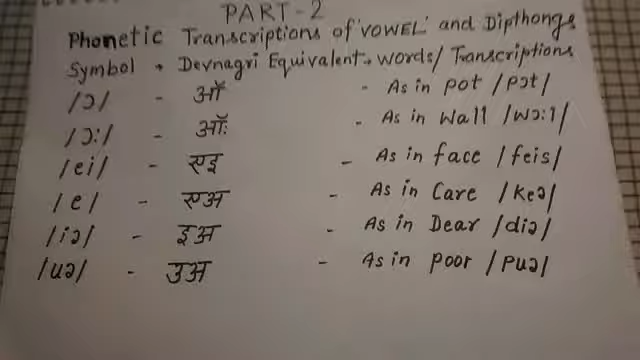 PART-2
Phonetic Transcriptions of 'VOWEL' and Dipthongs
Symbol → Devnagri Equivalent → Words/ Transcriptions
/ɔ/ - ऑ - As in pot /pɔt/
/ɔ:/ - ऑः - As in Wall /wɔ:l/
/ei/ - एइ - As in face /feis/
/e/ - एअ - As in Care /keə/
/iə/ - इअ - As in Dear /diə/
/uə/ - उअ - As in poor /puə/